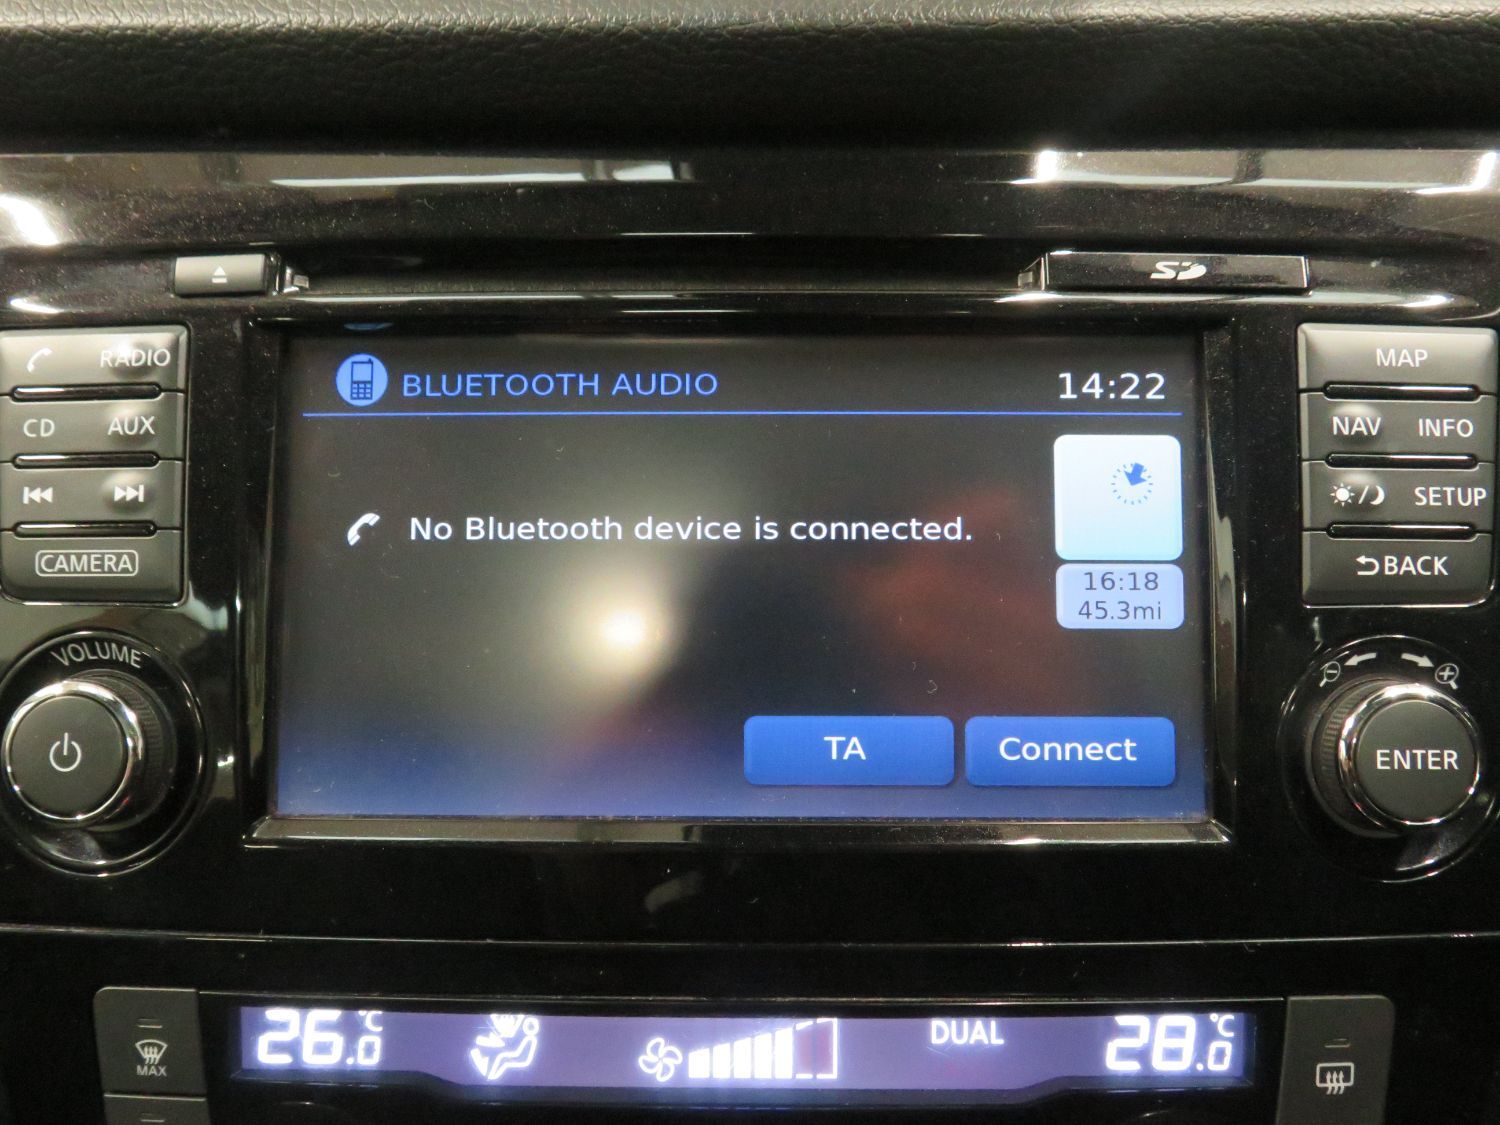 SD
RADIO
CD AUX
CAMERA
VOLUME
BLUETOOTH AUDIO 14:22
No Bluetooth device is connected.
16:18
45.3mi
TA Connect
MAP
NAV INFO
SETUP
BACK
ENTER
MAX
26.0°C
DUAL
28.0°C